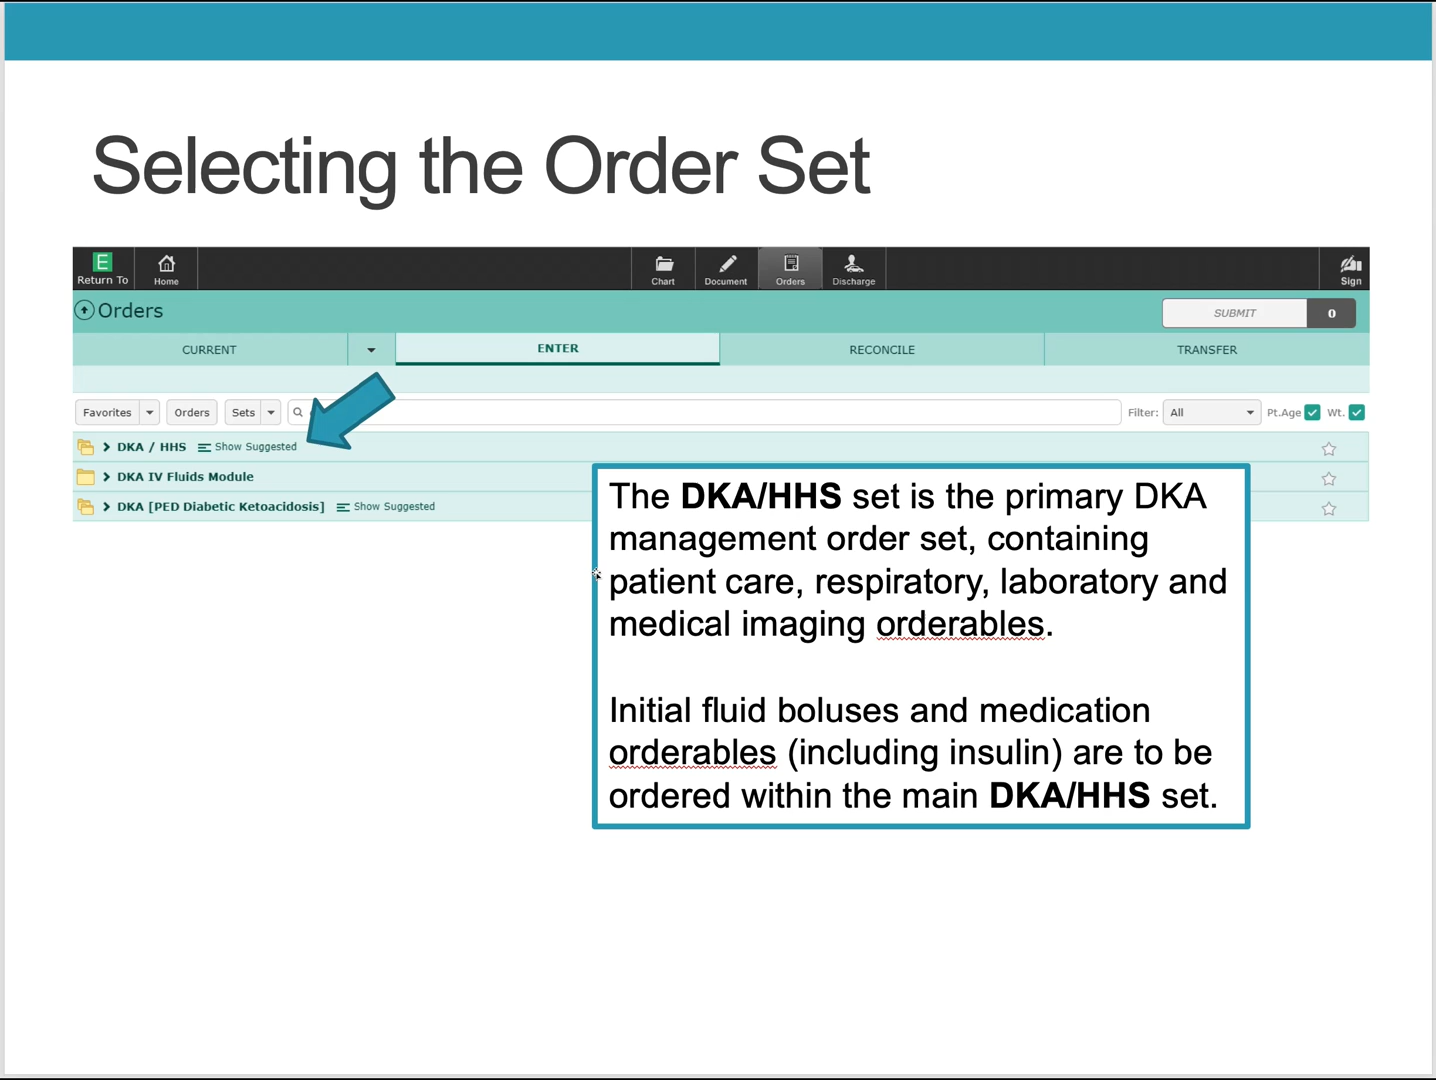 Selecting the Order Set
E
Return To
Home
Chart
Document
Orders
Discharge
Sign
Orders
SUBMIT
0
CURRENT
ENTER
RECONCILE
TRANSFER
Favorites
Orders
Sets
Filter:
All
Pt.Age
Wt.
DKA / HHS
Show Suggested
DKA IV Fluids Module
DKA [PED Diabetic Ketoacidosis]
Show Suggested
The DKA/HHS set is the primary DKA
management order set, containing
patient care, respiratory, laboratory and
medical imaging orderables.
Initial fluid boluses and medication
orderables (including insulin) are to be
ordered within the main DKA/HHS set.